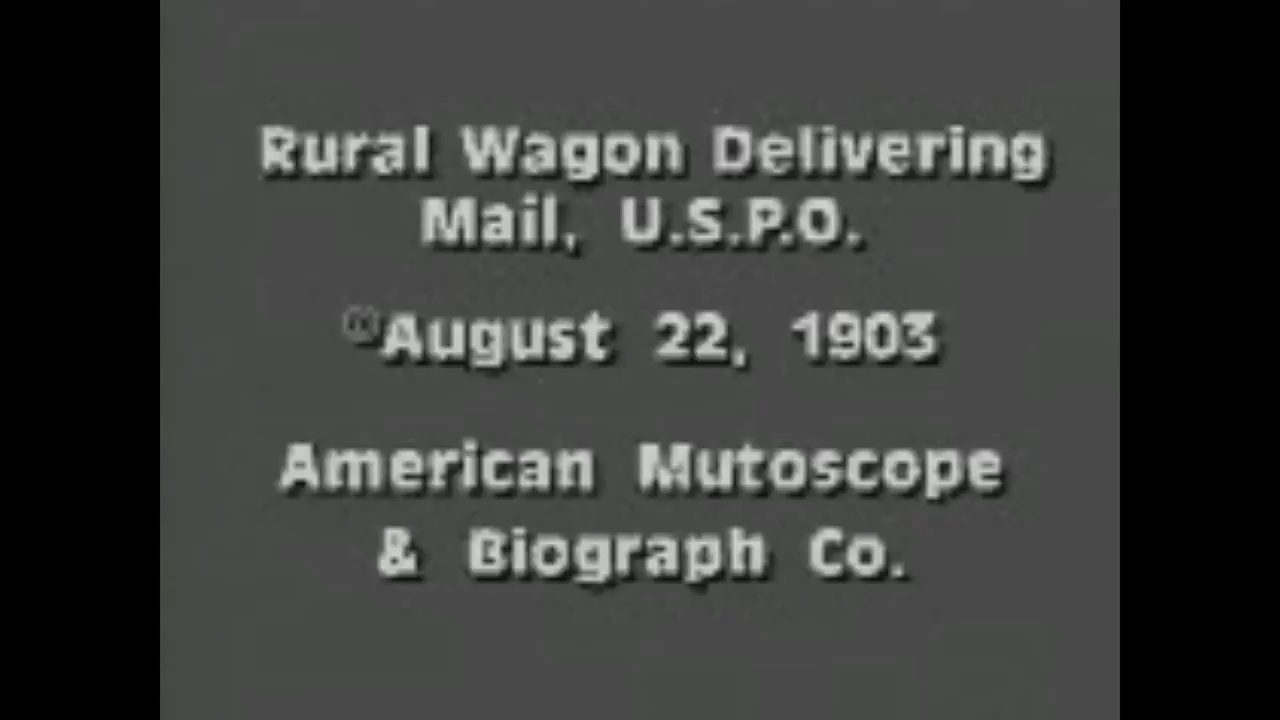 Rural Wagon Delivering
Mail, U.S.P.O.
©August 22, 1903
American Mutoscope
& Biograph Co.